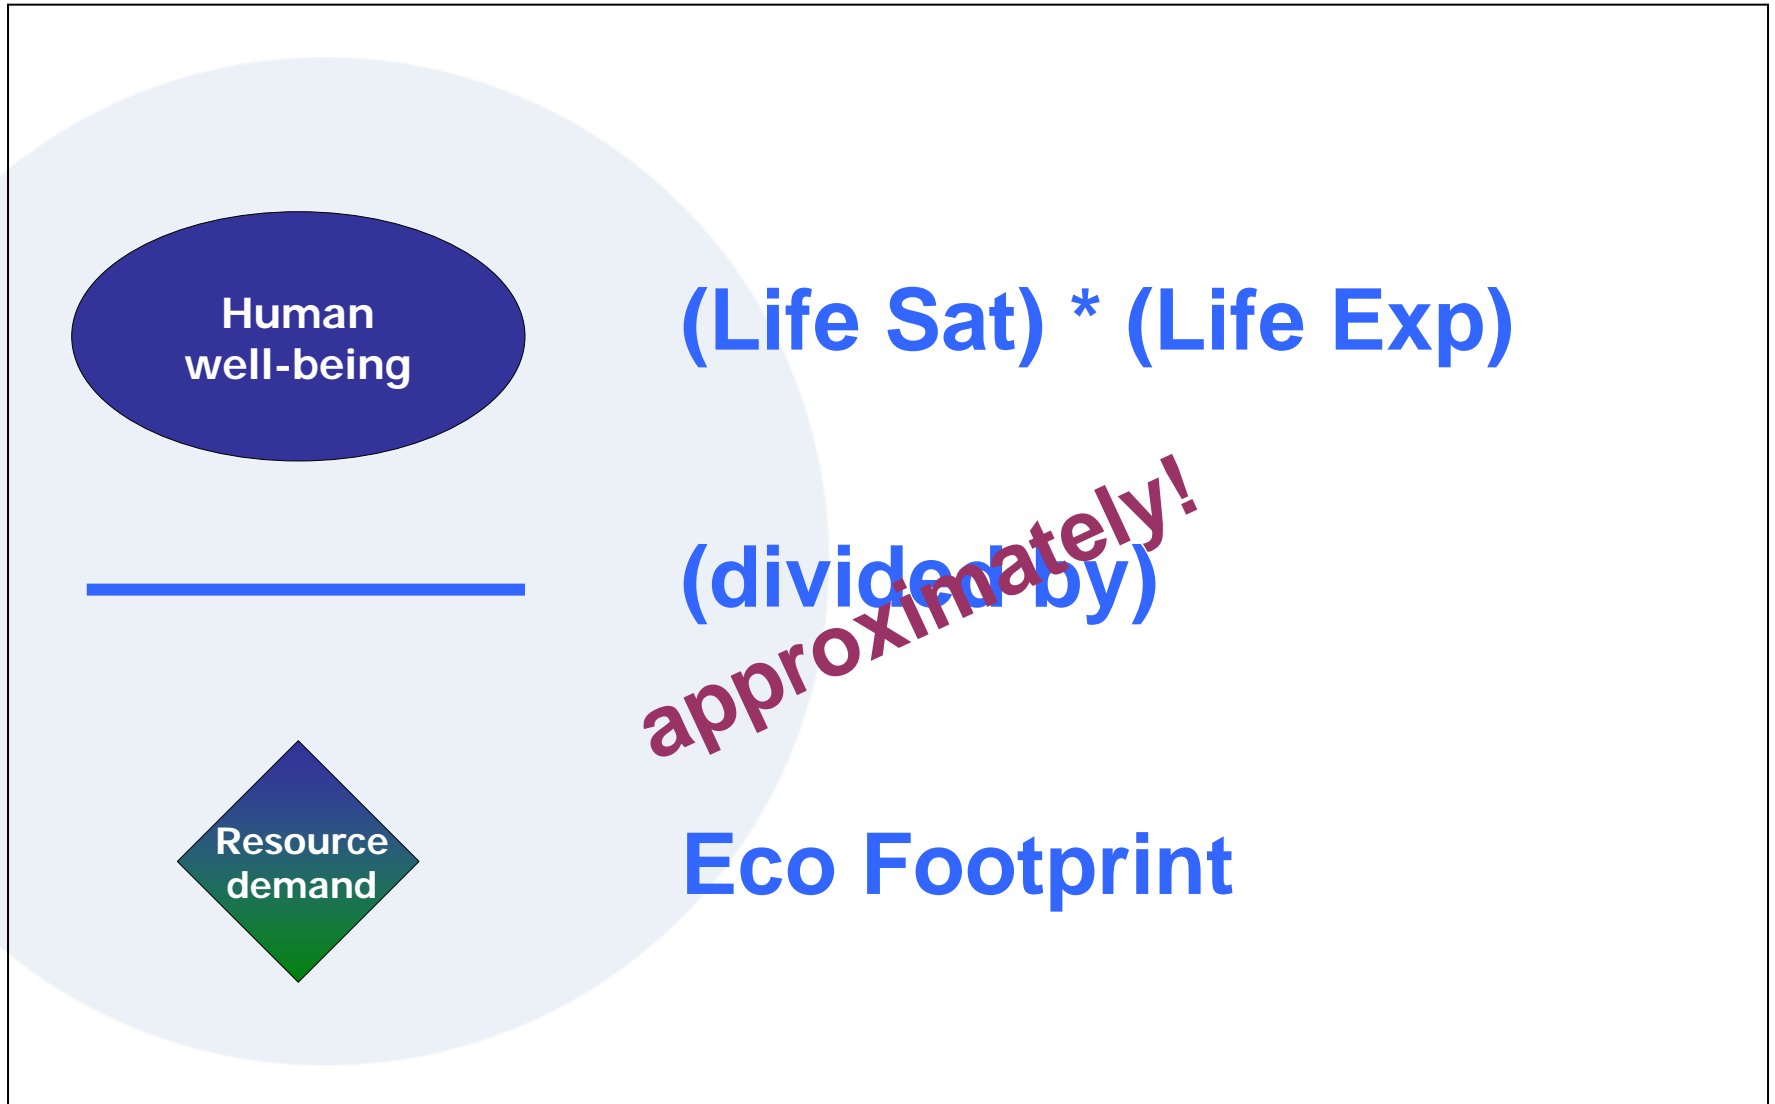 Human
well-being
(Life Sat) * (Life Exp)
(divided by)
approximately!
Resource
demand
Eco Footprint